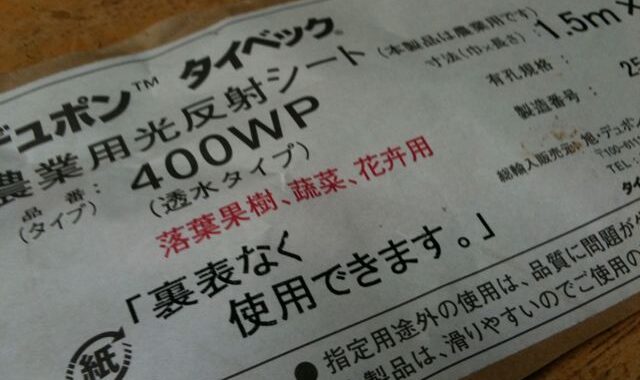 デュポン™ タイベック®
農業用光反射シート(本製品は農業用です)
品番: 400WP
(タイプ) (透水タイプ)
落葉果樹、蔬菜、花卉用
「裏表なく
使用できます。」
寸法(巾×長さ): 1.5m×
有孔規格:
製造番号: 25
総輸入販売元 旭・デュポン
〒100-611
TEL.
タイ
紙
●指定用途外の使用は、品質に問題が
製品は、滑りやすいのでご使用の